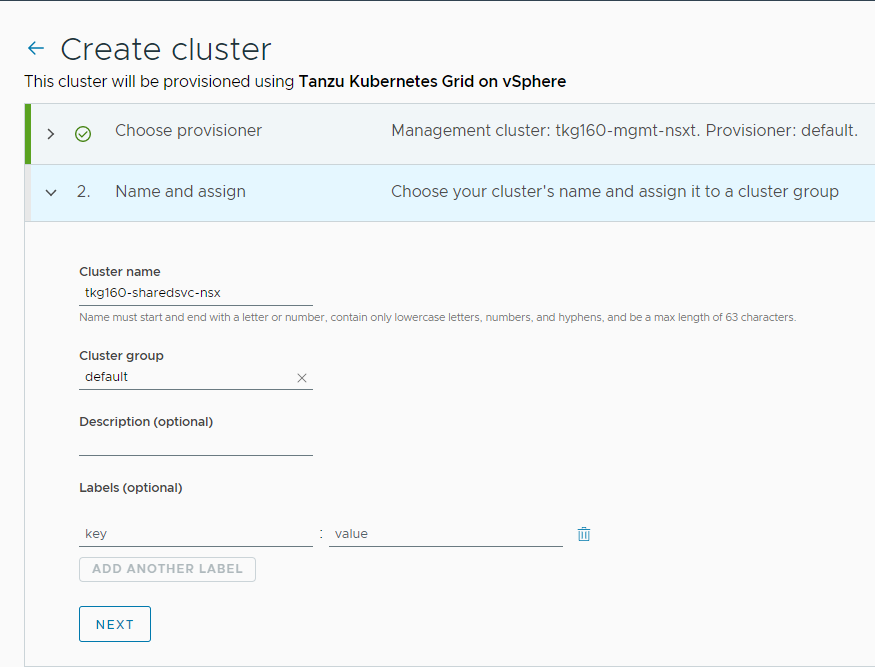 Create cluster
This cluster will be provisioned using Tanzu Kubernetes Grid on vSphere
Choose provisioner Management cluster: tkg160-mgmt-nsxt. Provisioner: default.
2. Name and assign Choose your cluster's name and assign it to a cluster group
Cluster name
tkg160-sharedsvc-nsx
Name must start and end with a letter or number, contain only lowercase letters, numbers, and hyphens, and be a max length of 63 characters.
Cluster group
default
Description (optional)
Labels (optional)
key : value
ADD ANOTHER LABEL
NEXT